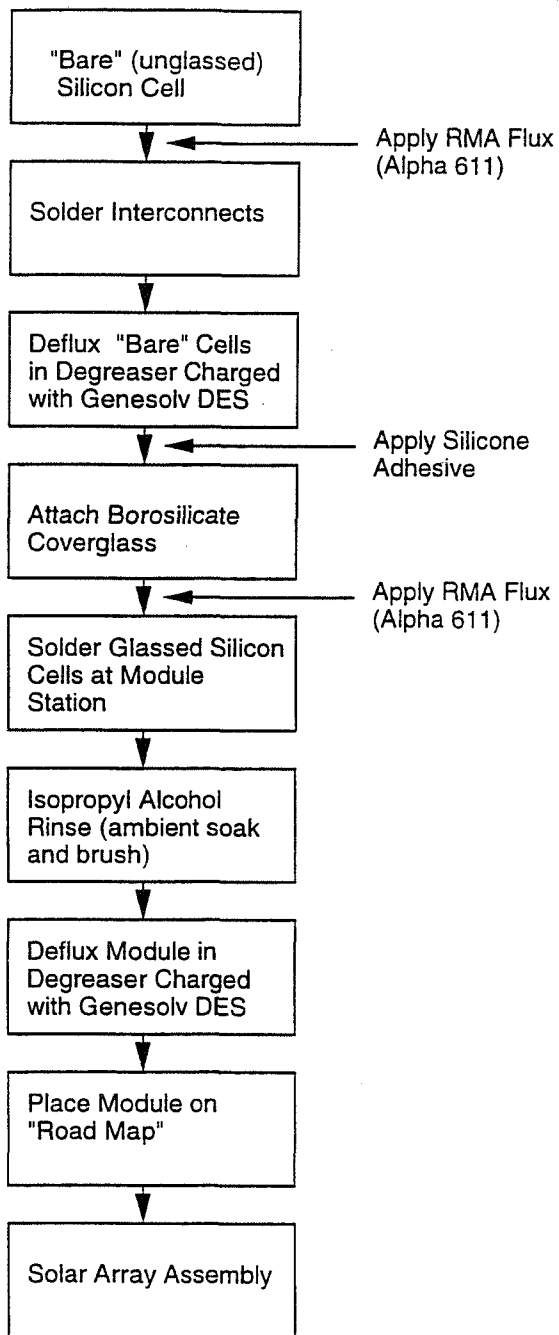 "Bare" (unglassed)
Silicon Cell
Apply RMA Flux
(Alpha 611)
Solder Interconnects
Deflux "Bare" Cells
in Degreaser Charged
with Genesolv DES
Apply Silicone
Adhesive
Attach Borosilicate
Coverglass
Apply RMA Flux
(Alpha 611)
Solder Glassed Silicon
Cells at Module
Station
Isopropyl Alcohol
Rinse (ambient soak
and brush)
Deflux Module in
Degreaser Charged
with Genesolv DES
Place Module on
"Road Map"
Solar Array Assembly